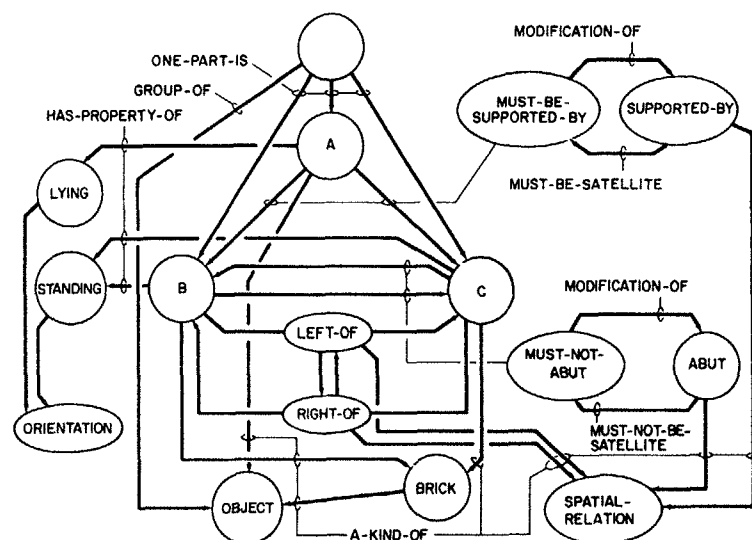 ONE-PART-IS
GROUP-OF
HAS-PROPERTY-OF
MODIFICATION-OF
MUST-BE-
SUPPORTED-BY
SUPPORTED-BY
MUST-BE-SATELLITE
A
LYING
STANDING
B
C
LEFT-OF
RIGHT-OF
ORIENTATION
MODIFICATION-OF
MUST-NOT-
ABUT
ABUT
MUST-NOT-BE-
SATELLITE
OBJECT
BRICK
SPATIAL-
RELATION
A-KIND-OF